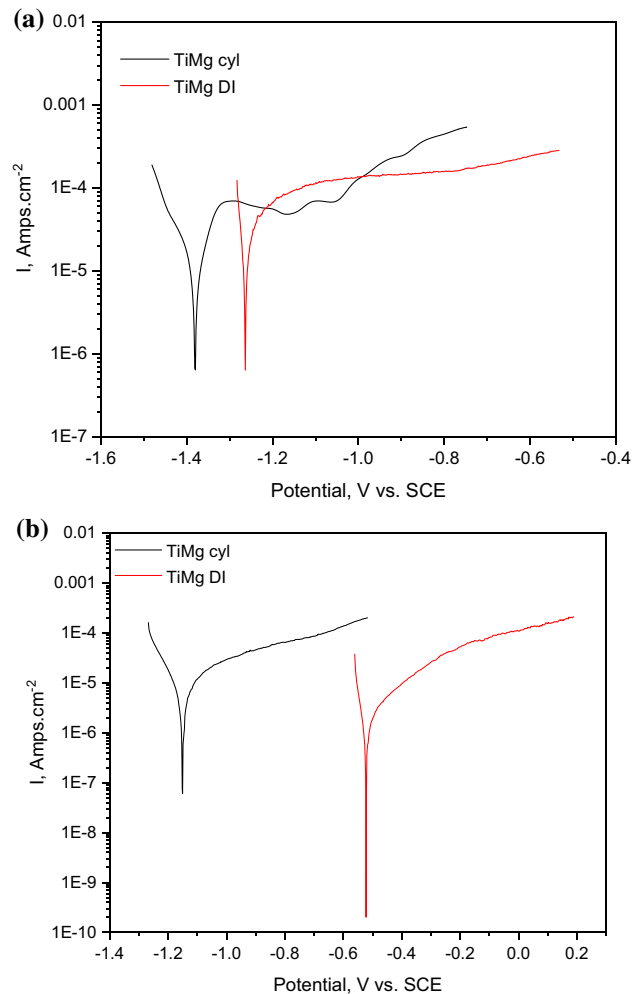 (a)
0.01
0.001
1E-4
1E-5
1E-6
1E-7
I, Amps.cm-2
TiMg cyl
TiMg DI
-1.6 -1.4 -1.2 -1.0 -0.8 -0.6 -0.4
Potential, V vs. SCE
(b)
0.01
0.001
1E-4
1E-5
1E-6
1E-7
1E-8
1E-9
1E-10
I, Amps.cm-2
TiMg cyl
TiMg DI
-1.4 -1.2 -1.0 -0.8 -0.6 -0.4 -0.2 0.0 0.2
Potential, V vs. SCE